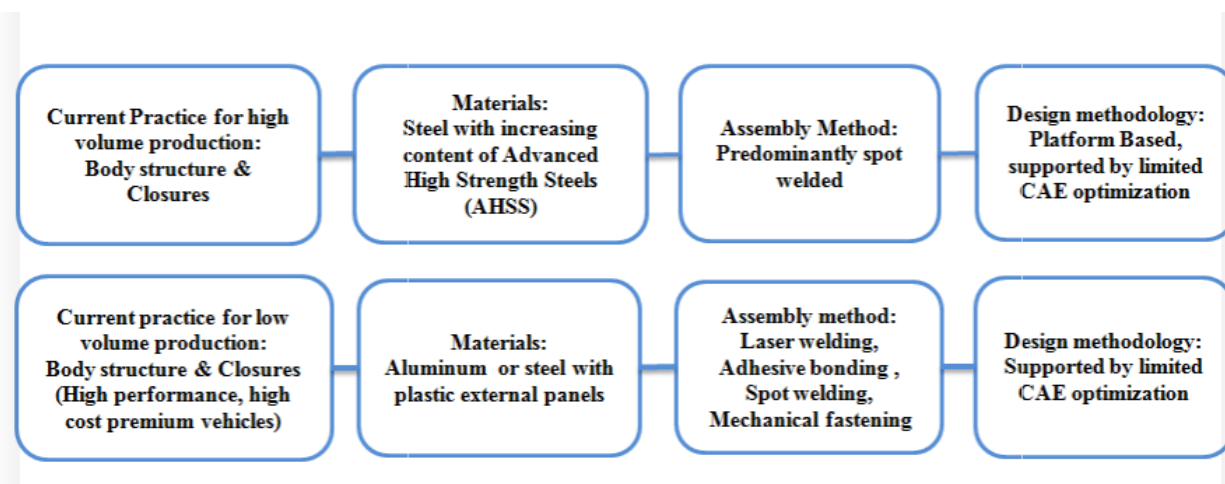 Current Practice for high
volume production:
Body structure &
Closures
Materials:
Steel with increasing
content of Advanced
High Strength Steels
(AHSS)
Assembly Method:
Predominantly spot
welded
Design methodology:
Platform Based,
supported by limited
CAE optimization
Current practice for low
volume production:
Body structure & Closures
(High performance, high
cost premium vehicles)
Materials:
Aluminum or steel with
plastic external panels
Assembly method:
Laser welding,
Adhesive bonding ,
Spot welding,
Mechanical fastening
Design methodology:
Supported by limited
CAE optimization